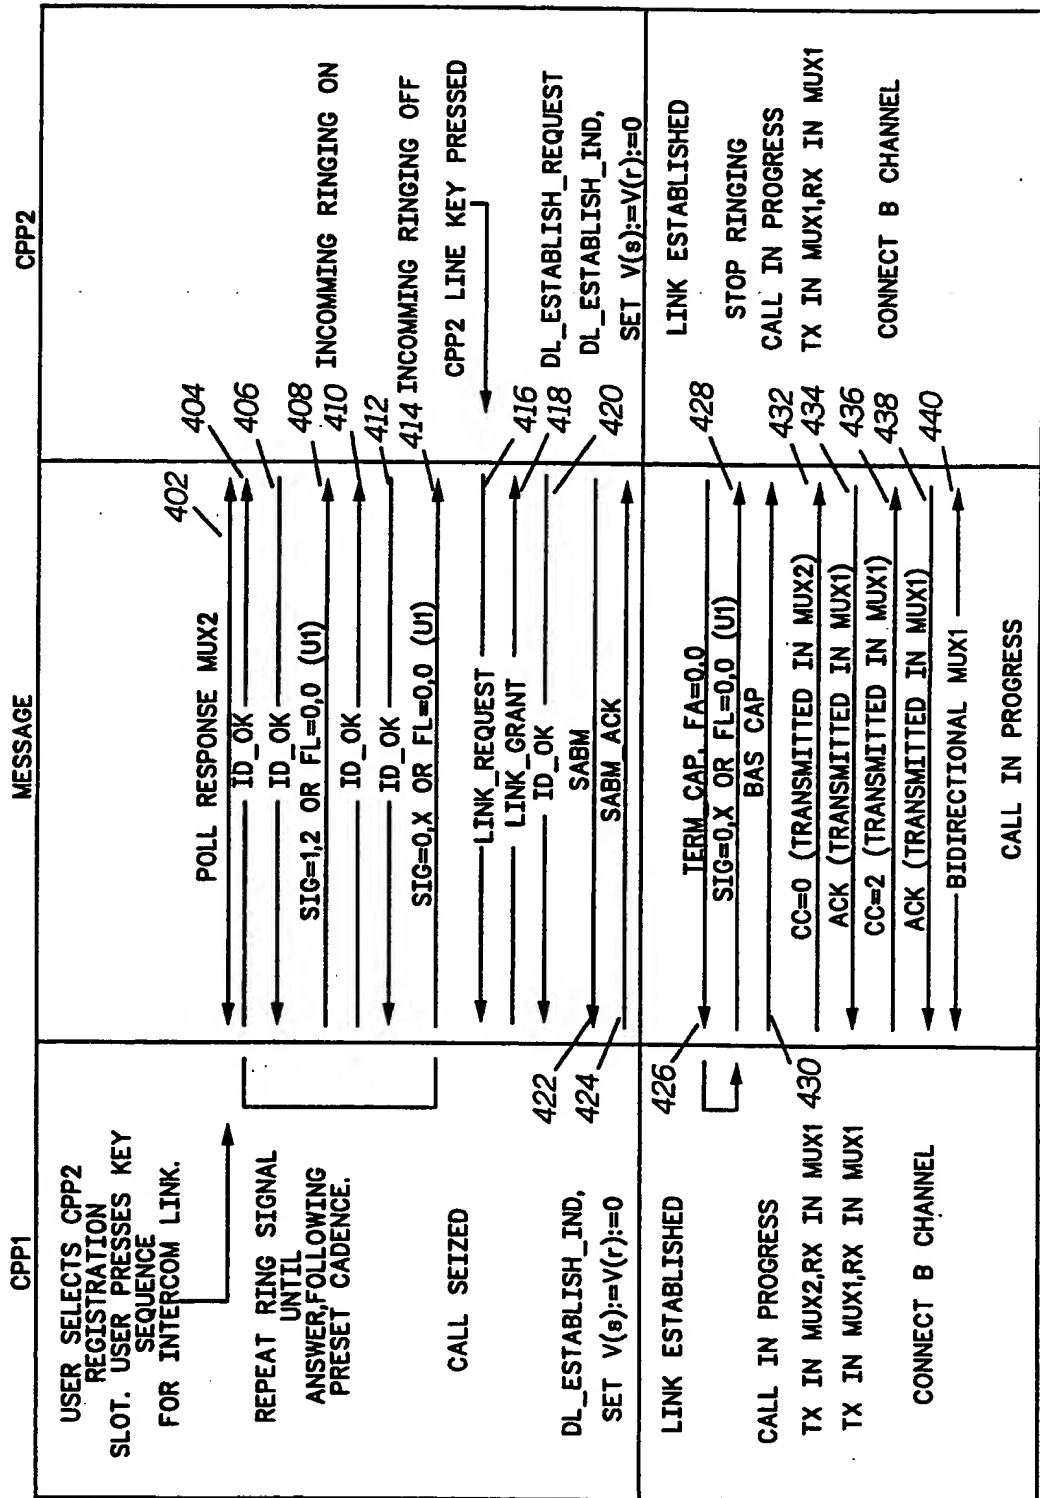 CPP1
MESSAGE
CPP2
USER SELECTS CPP2
REGISTRATION
SLOT. USER PRESSES KEY
SEQUENCE
FOR INTERCOM LINK.
REPEAT RING SIGNAL
UNTIL
ANSWER,FOLLOWING
PRESET CADENCE.
CALL SEIZED
DL_ESTABLISH_IND,
SET V(s):=V(r):=0
POLL RESPONSE MUX2
402
ID_OK
404
ID_OK
406
SIG=1,2 OR FL=0,0 (U1)
408
INCOMMING RINGING ON
ID_OK
410
ID_OK
412
SIG=0,X OR FL=0,0 (U1)
414
INCOMMING RINGING OFF
CPP2 LINE KEY PRESSED
LINK_REQUEST
416
LINK_GRANT
418
DL_ESTABLISH_REQUEST
ID_OK
420
DL_ESTABLISH_IND,
SET V(s):=V(r):=0
422
SABM
424
SABM_ACK
LINK ESTABLISHED
LINK ESTABLISHED
426
TERM_CAP, FA=0,0
428
SIG=0,X OR FL=0,0 (U1)
STOP RINGING
430
BAS CAP
CALL IN PROGRESS
CALL IN PROGRESS
TX IN MUX2,RX IN MUX1
CC=0 (TRANSMITTED IN MUX2)
432
TX IN MUX1,RX IN MUX1
TX IN MUX1,RX IN MUX1
ACK (TRANSMITTED IN MUX1)
434
CC=2 (TRANSMITTED IN MUX1)
436
CONNECT B CHANNEL
ACK (TRANSMITTED IN MUX1)
438
CONNECT B CHANNEL
BIDIRECTIONAL MUX1
440
CALL IN PROGRESS